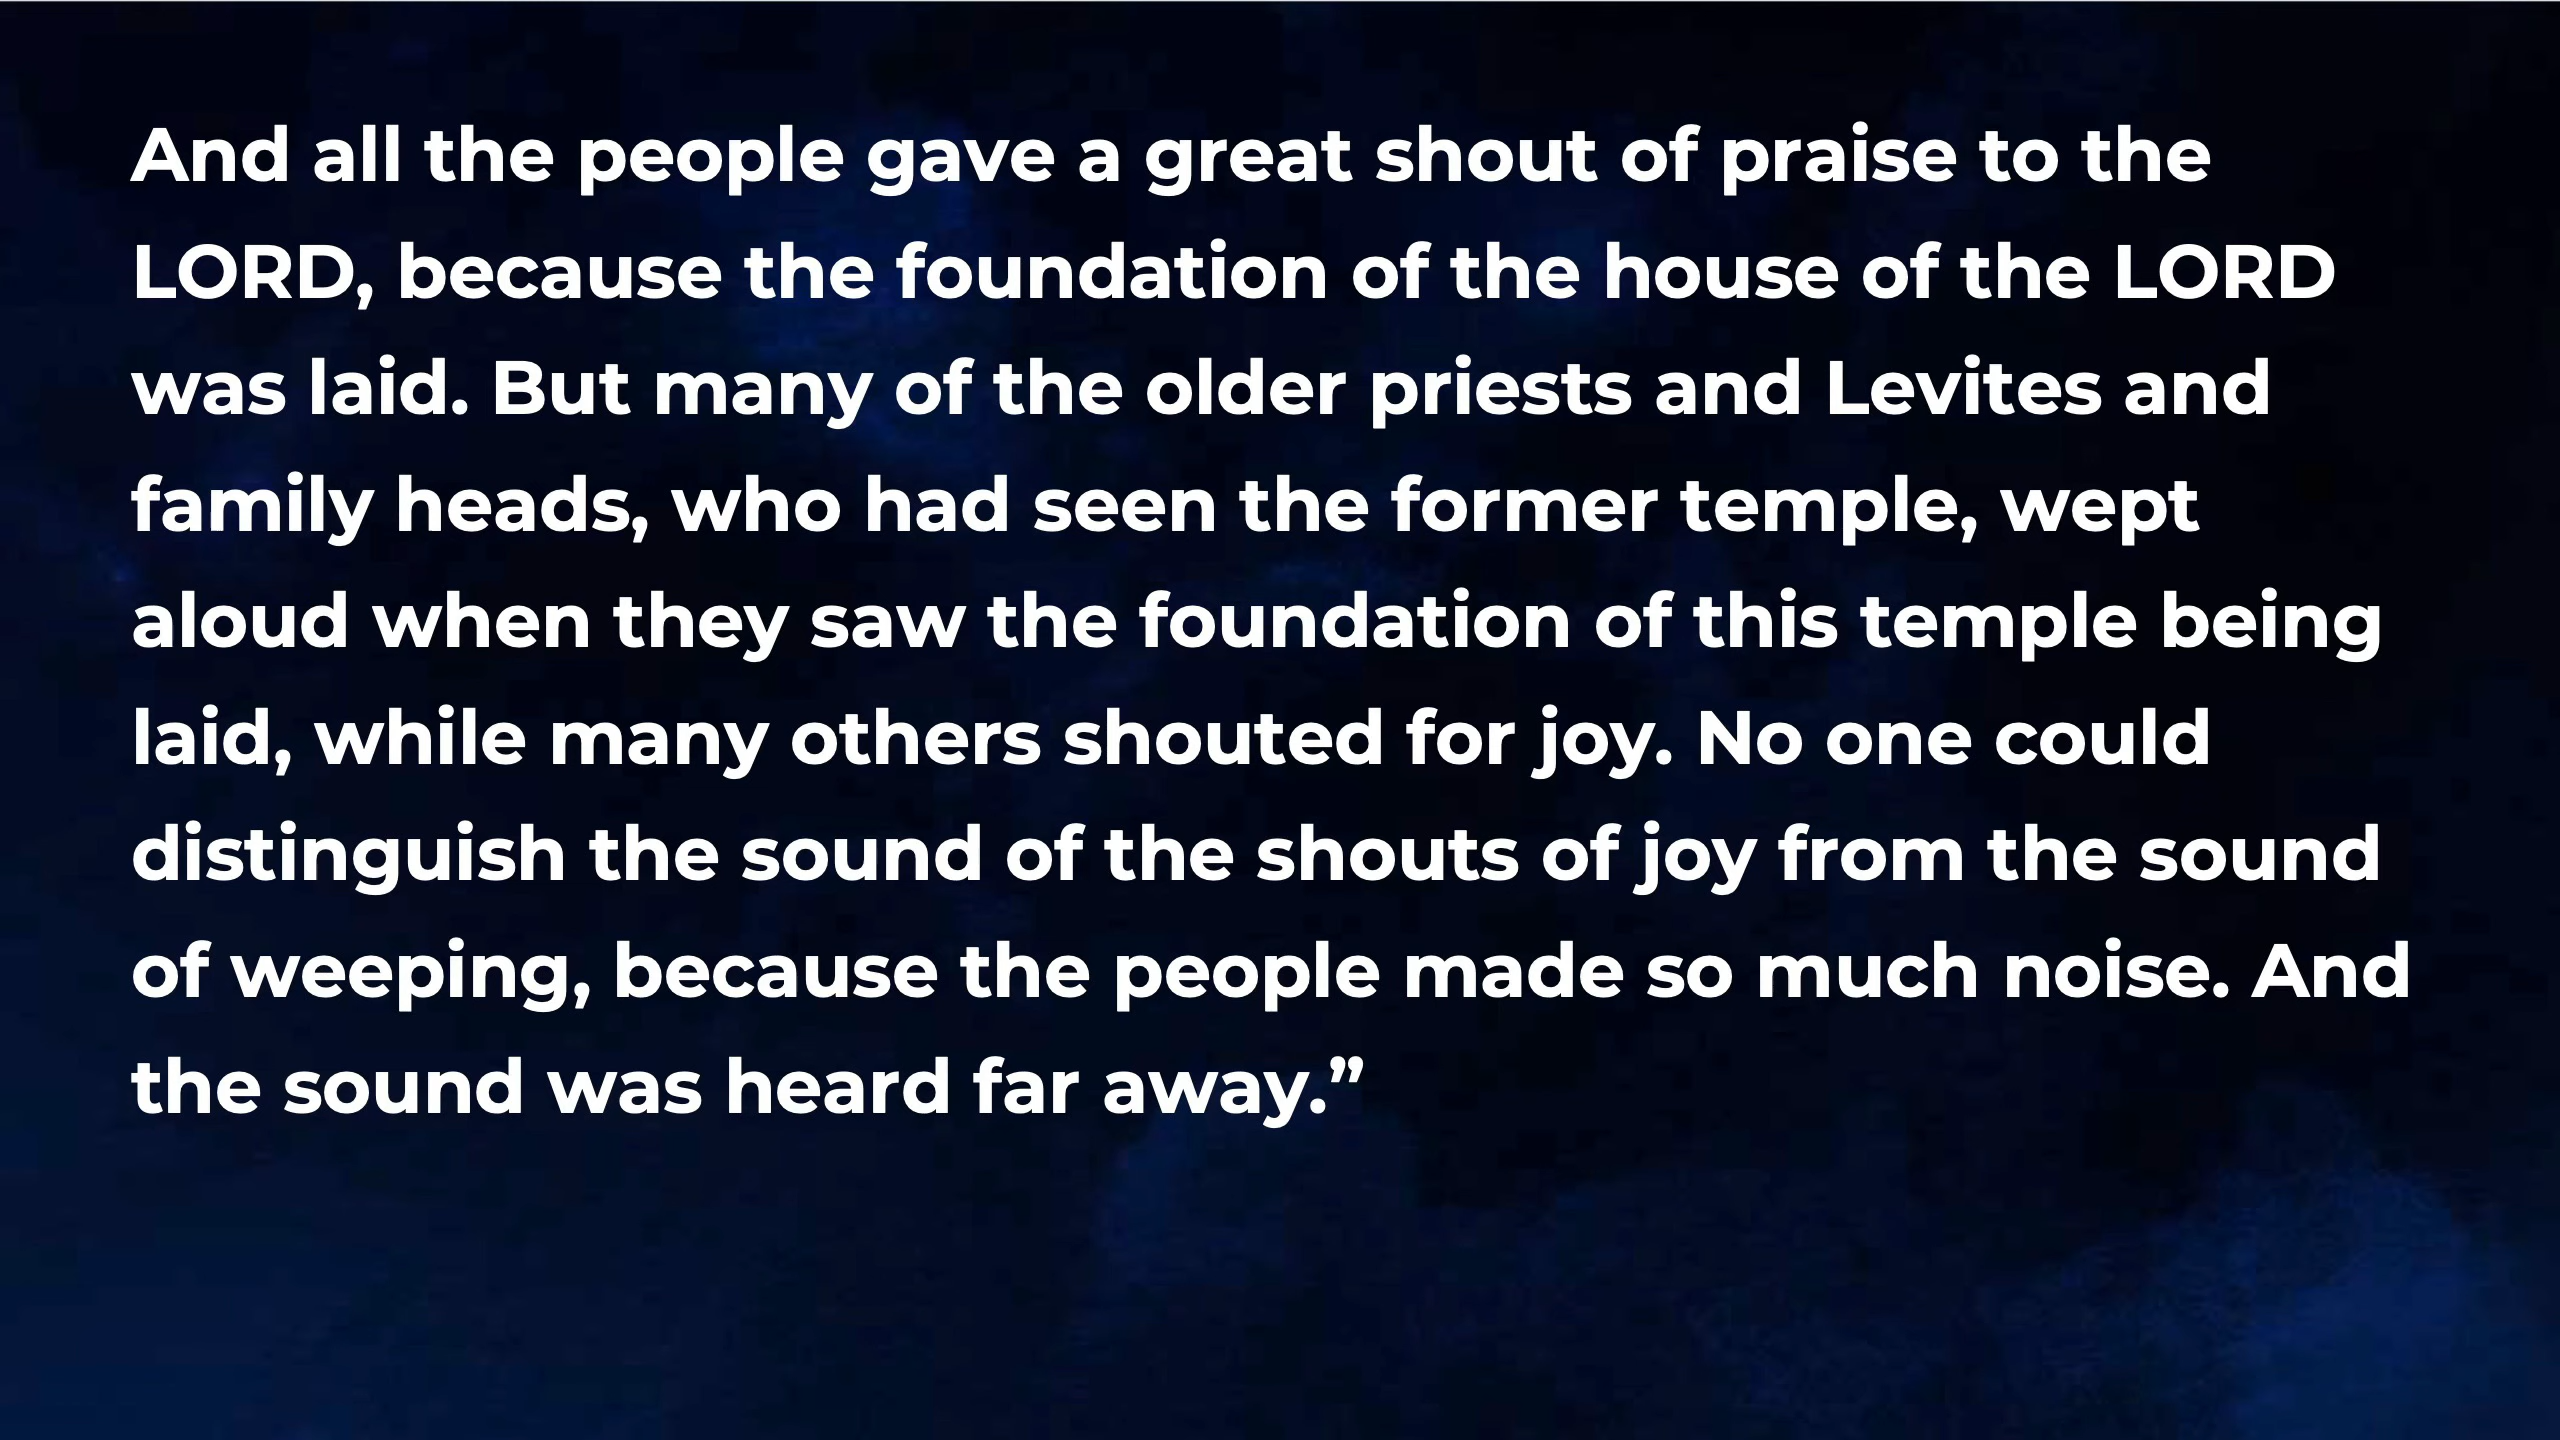 And all the people gave a great shout of praise to the
LORD, because the foundation of the house of the LORD
was laid. But many of the older priests and Levites and
family heads, who had seen the former temple, wept
aloud when they saw the foundation of this temple being
laid, while many others shouted for joy. No one could
distinguish the sound of the shouts of joy from the sound
of weeping, because the people made so much noise. And
the sound was heard far away.”